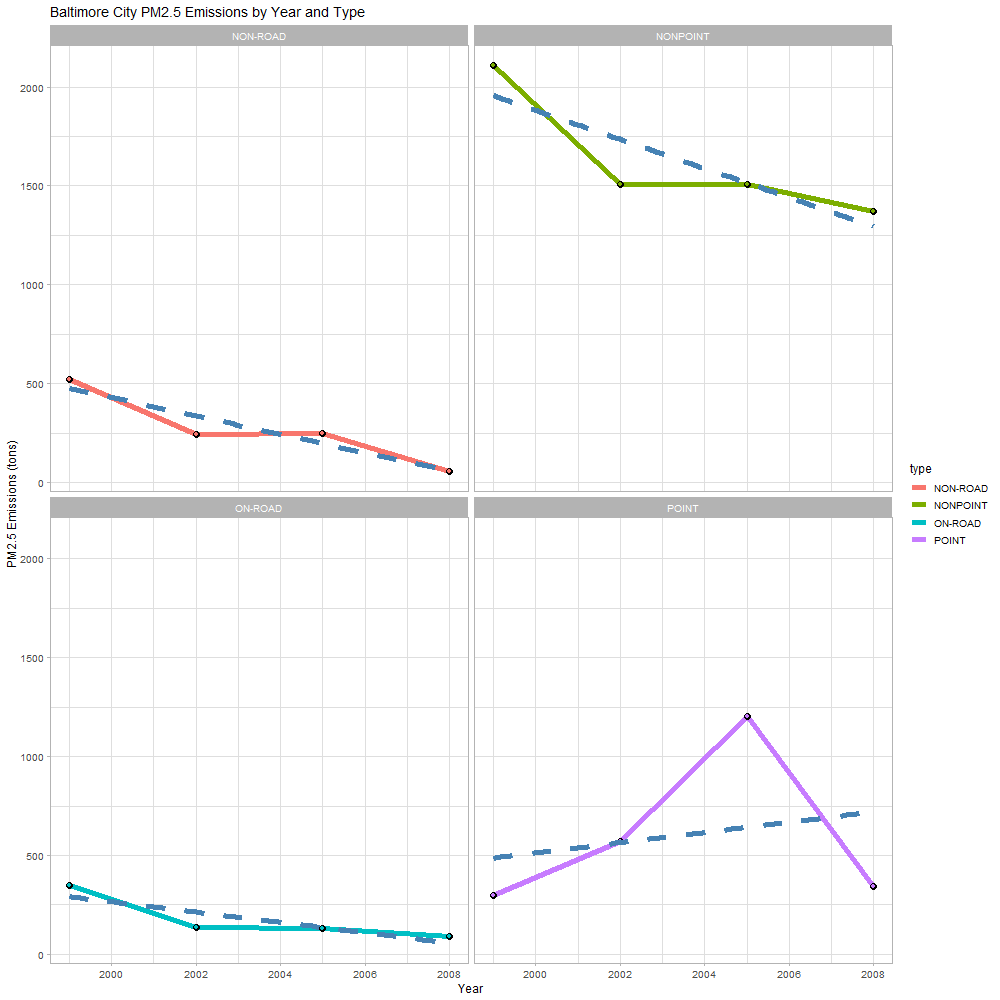 Baltimore City PM2.5 Emissions by Year and Type
NON-ROAD
NONPOINT
2000
1500
1000
500
0
PM2.5 Emissions (tons)
ON-ROAD
POINT
2000
1500
1000
500
0
2000 2002 2004 2006 2008
2000 2002 2004 2006 2008
Year
type
NON-ROAD
NONPOINT
ON-ROAD
POINT